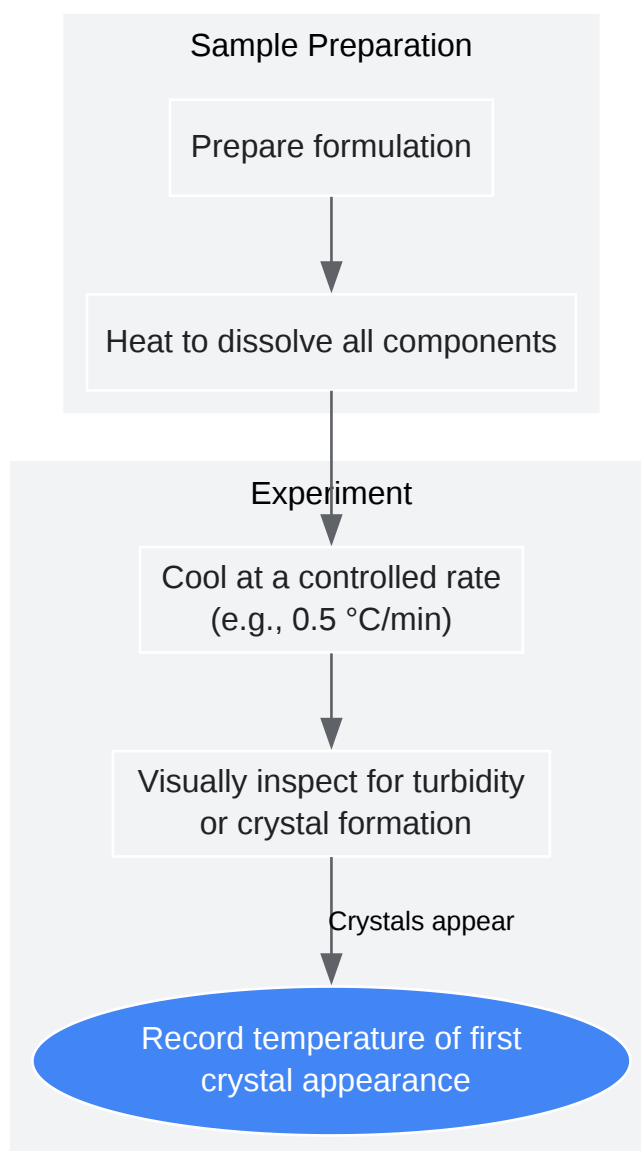 Sample Preparation
Prepare formulation
Heat to dissolve all components
Experiment
Cool at a controlled rate
(e.g., 0.5 °C/min)
Visually inspect for turbidity
or crystal formation
Crystals appear
Record temperature of first
crystal appearance